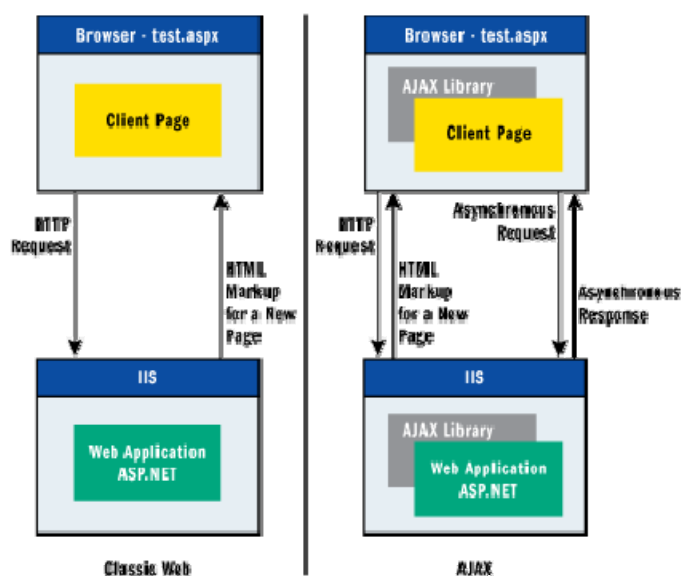 Browser - test.aspx
Client Page
HTTP
Request
HTML
Markup
for a New
Page
IIS
Web Application
ASP.NET
Classic Web
Browser - test.aspx
AJAX Library
Client Page
HTTP
Request
HTML
Markup
for a New
Page
Asynchronous
Request
Asynchronous
Response
IIS
AJAX Library
Web Application
ASP.NET
AJAX